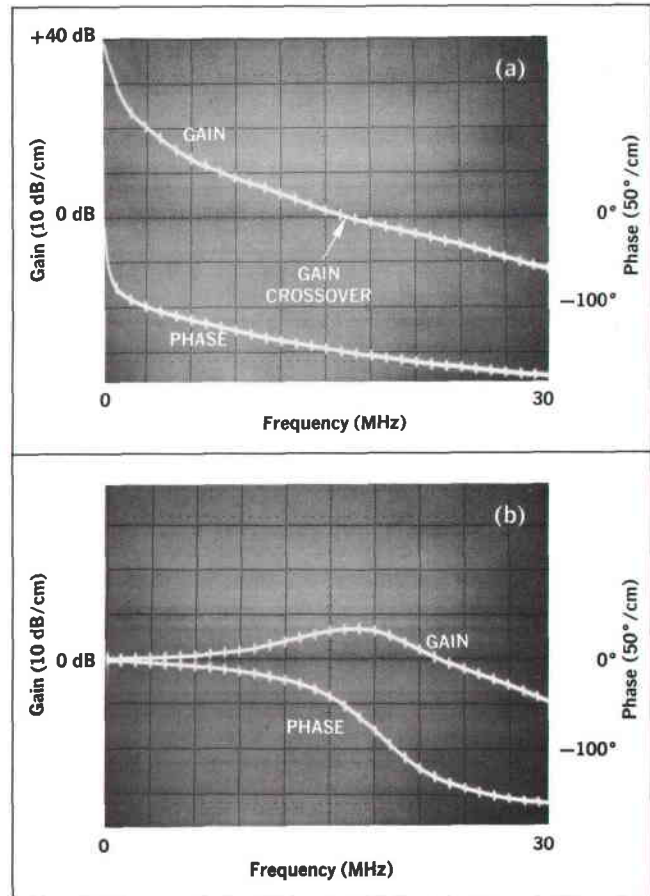 +40 dB
30
(a)
GAIN
Gain (10 dB/cm)
0 dB
0°
Phase (50°/cm)
GAIN
CROSSOVER
−100°
PHASE
0
30
Frequency (MHz)
(b)
Gain (10 dB/cm)
0 dB
GAIN
0°
Phase (50°/cm)
PHASE
−100°
0
30
Frequency (MHz)